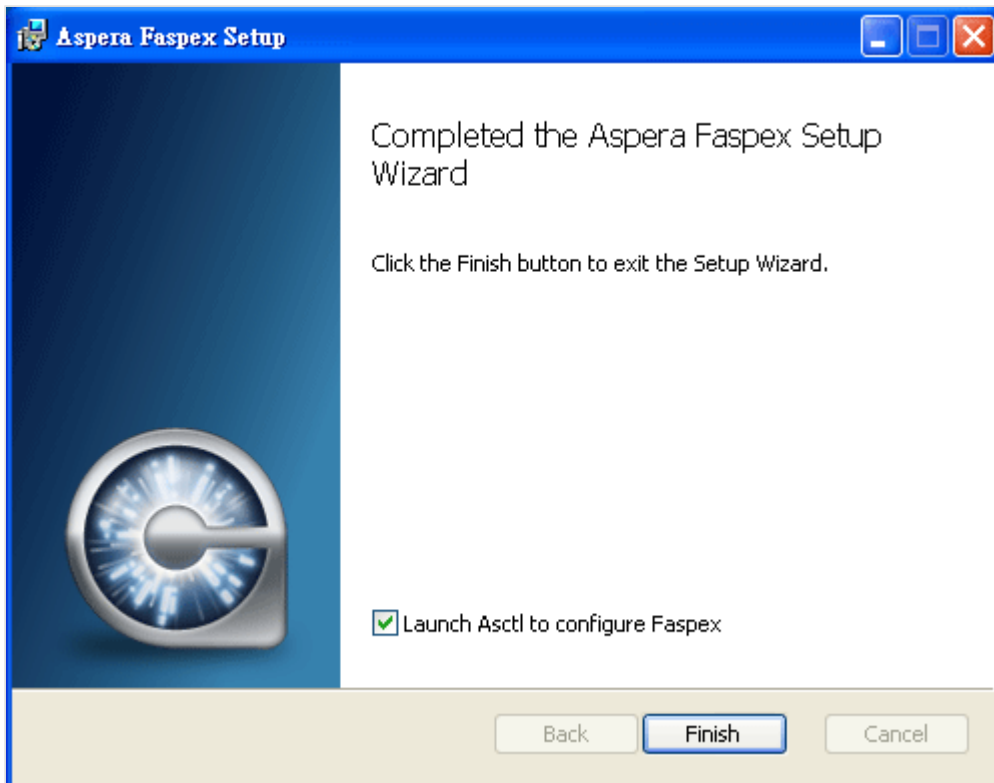 Aspera Faspex Setup
Completed the Aspera Faspex Setup
Wizard
Click the Finish button to exit the Setup Wizard.
Launch Asctl to configure Faspex
Back Finish Cancel